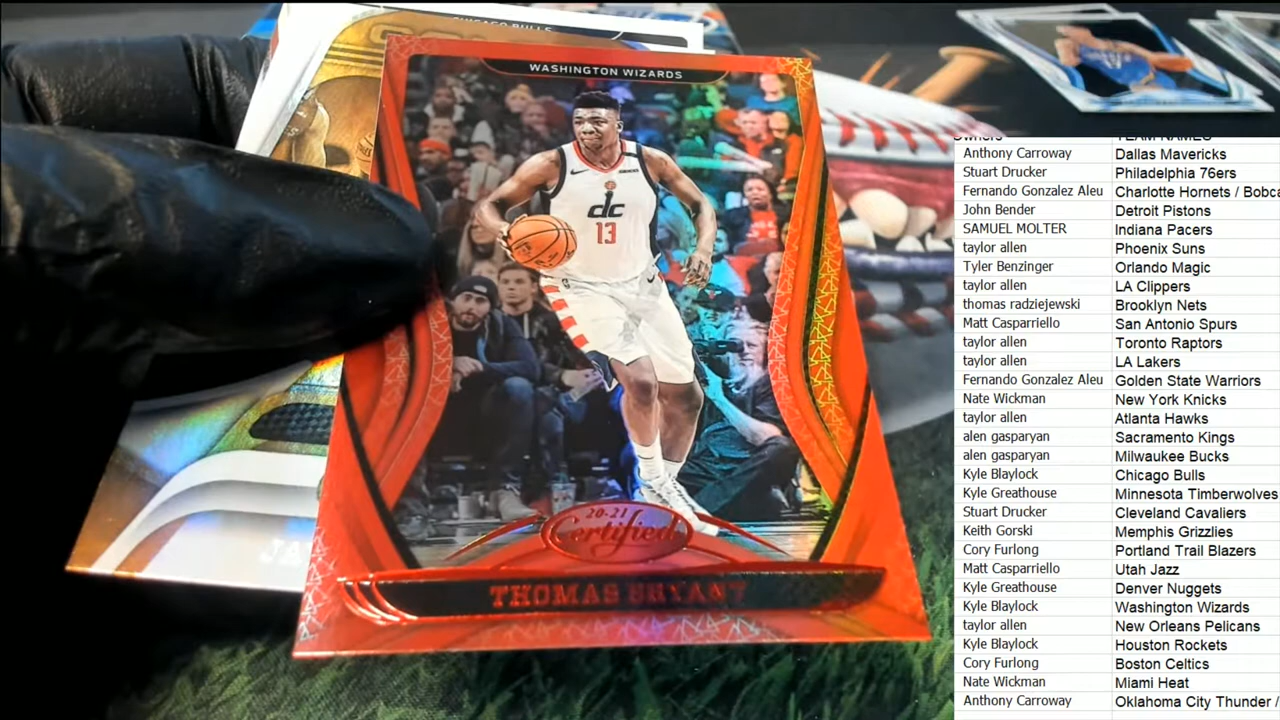 CHICAGO BULLS
WASHINGTON WIZARDS
dc
13
20-21
Certified
THOMAS BRYANT
Owners TEAM NAMES
Anthony Carroway Dallas Mavericks
Stuart Drucker Philadelphia 76ers
Fernando Gonzalez Aleu Charlotte Hornets / Bobca
John Bender Detroit Pistons
SAMUEL MOLTER Indiana Pacers
taylor allen Phoenix Suns
Tyler Benzinger Orlando Magic
taylor allen LA Clippers
thomas radziejewski Brooklyn Nets
Matt Casparriello San Antonio Spurs
taylor allen Toronto Raptors
taylor allen LA Lakers
Fernando Gonzalez Aleu Golden State Warriors
Nate Wickman New York Knicks
taylor allen Atlanta Hawks
alen gasparyan Sacramento Kings
alen gasparyan Milwaukee Bucks
Kyle Blaylock Chicago Bulls
Kyle Greathouse Minnesota Timberwolves
Stuart Drucker Cleveland Cavaliers
Keith Gorski Memphis Grizzlies
Cory Furlong Portland Trail Blazers
Matt Casparriello Utah Jazz
Kyle Greathouse Denver Nuggets
Kyle Blaylock Washington Wizards
taylor allen New Orleans Pelicans
Kyle Blaylock Houston Rockets
Cory Furlong Boston Celtics
Nate Wickman Miami Heat
Anthony Carroway Oklahoma City Thunder /